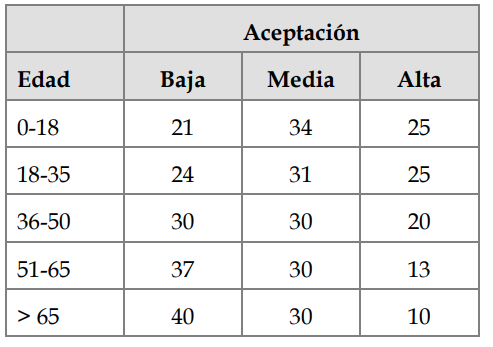 Aceptación
Edad Baja Media Alta
0-18 21 34 25
18-35 24 31 25
36-50 30 30 20
51-65 37 30 13
> 65 40 30 10